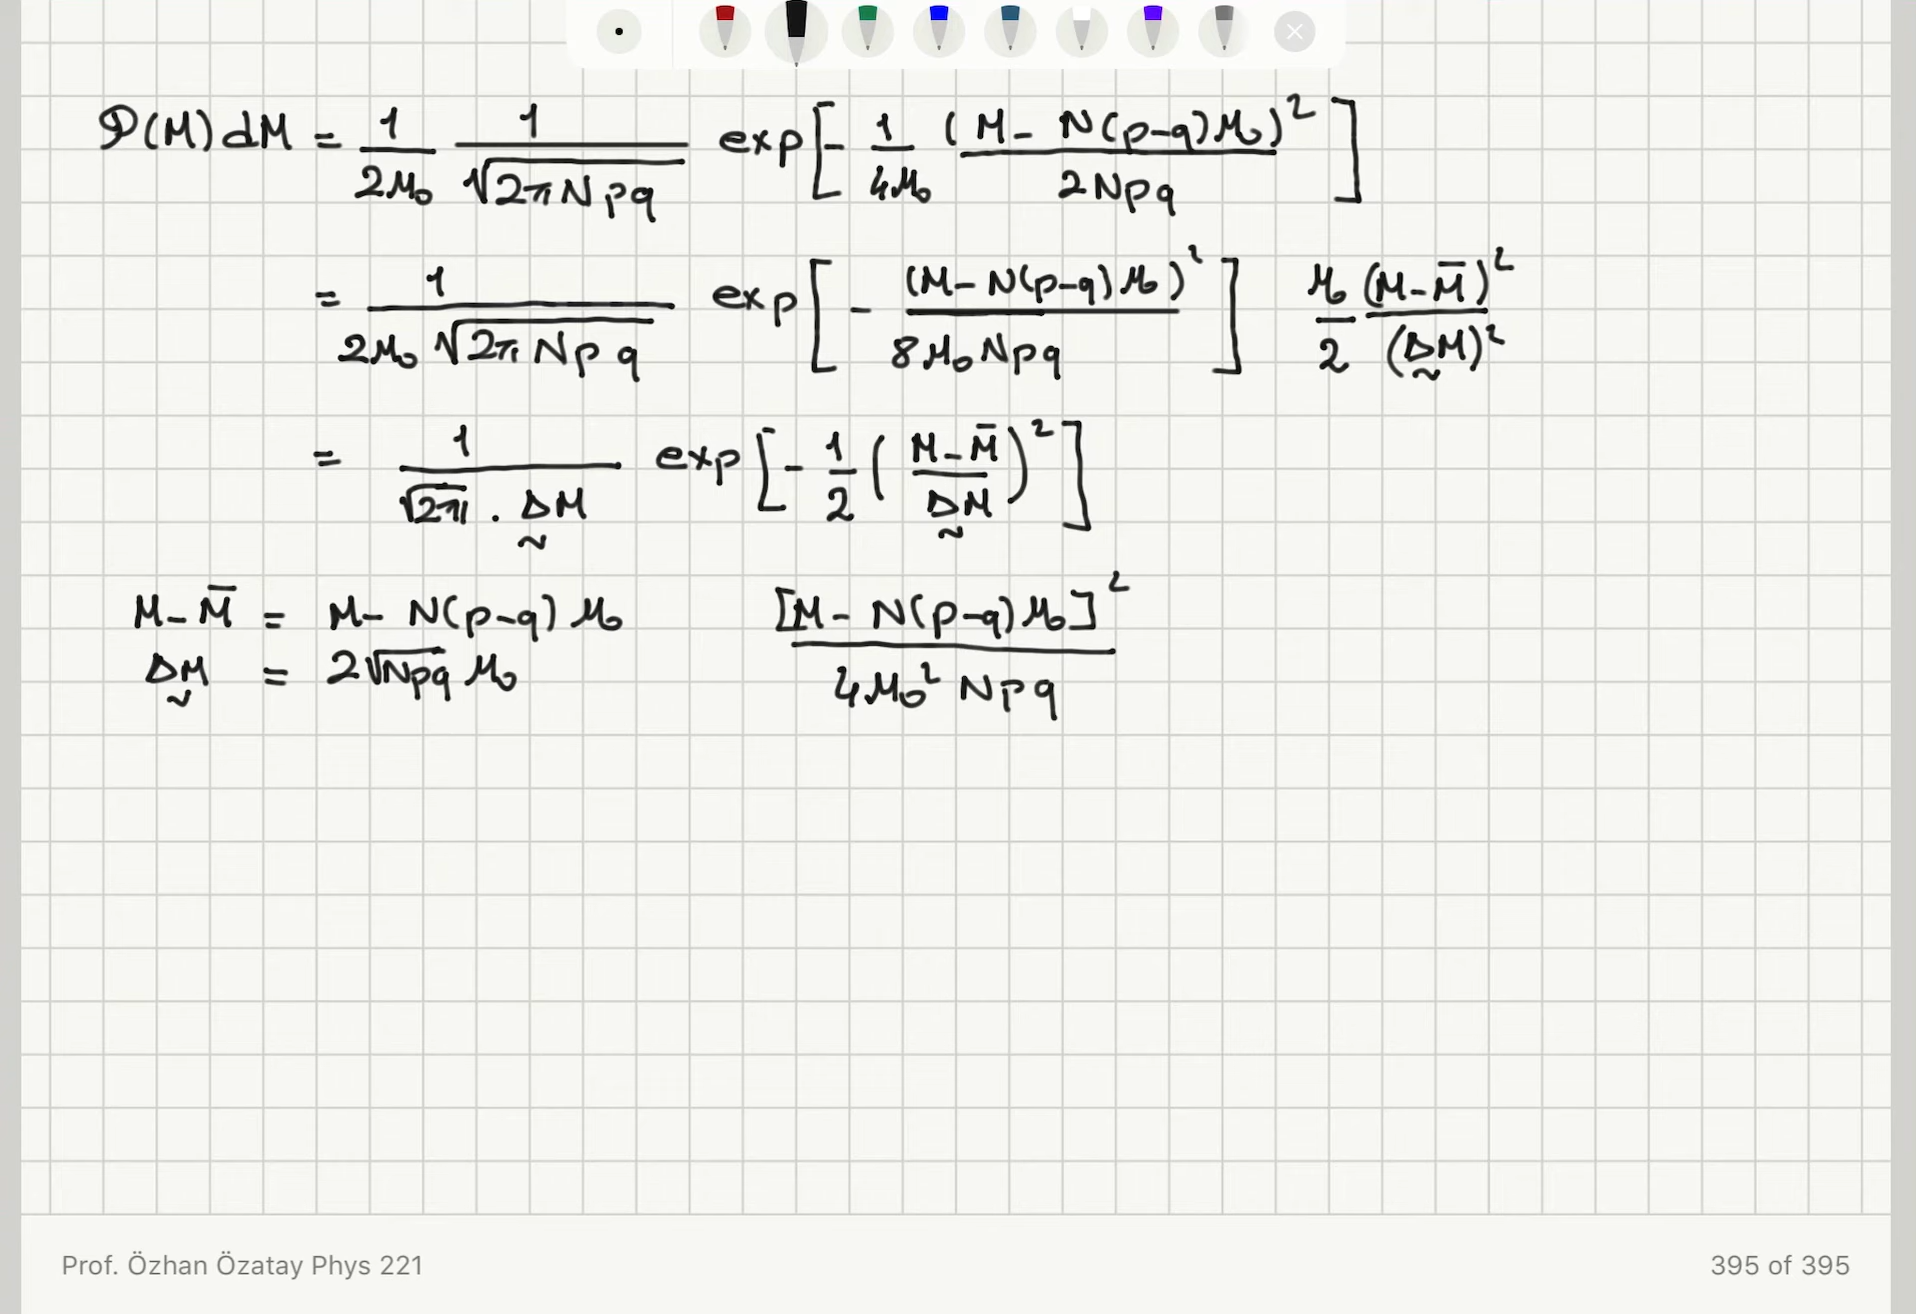 𝒫(M) dM = 1/(2μ₀) 1/√(2πNpq) exp[- 1/(4μ₀) (M - N(p-q)μ₀)²/(2Npq)]
= 1/(2μ₀√(2πNpq)) exp[- (M - N(p-q)μ₀)²/(8μ₀Npq)] μ₀/2 (M-M̄)²/(ΔM)²
= 1/(√(2π) . ΔM) exp[- 1/2 ((M-M̄)/ΔM)²]
M-M̄ = M - N(p-q)μ₀ [M - N(p-q)μ₀]²/(4μ₀²Npq)
ΔM = 2√(Npq) μ₀
Prof. Özhan Özatay Phys 221 395 of 395